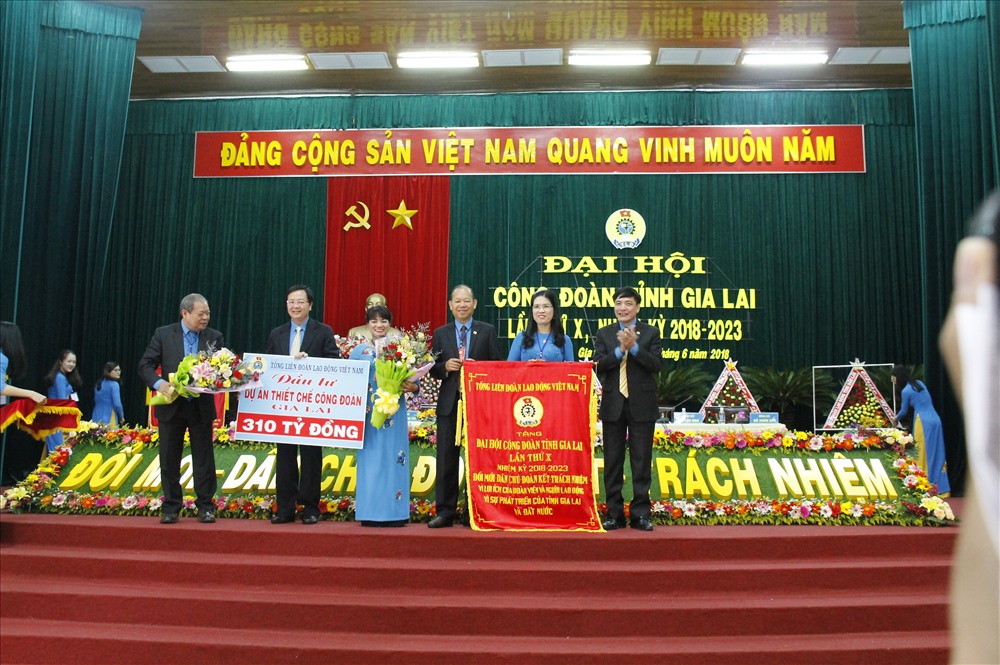 ĐẢNG CỘNG SẢN VIỆT NAM QUANG VINH MUÔN NĂM
ĐẠI HỘI
CÔNG ĐOÀN TỈNH GIA LAI
LẦN THỨ X, NHIỆM KỲ 2018-2023
Gia
6 năm 2018
TỔNG LIÊN ĐOÀN LAO ĐỘNG VIỆT NAM
Đầu tư
DỰ ÁN THIẾT CHẾ CÔNG ĐOÀN
GIA LAI
310 TỶ ĐỒNG
TỔNG LIÊN ĐOÀN LAO ĐỘNG VIỆT NAM
TẶNG
ĐẠI HỘI CÔNG ĐOÀN TỈNH GIA LAI
LẦN THỨ X
NHIỆM KỲ 2018-2023
ĐỔI MỚI DÂN CHỦ-ĐOÀN KẾT TRÁCH NHIỆM
VÌ LỢI ÍCH CỦA ĐOÀN VIÊN VÀ NGƯỜI LAO ĐỘNG
VÌ SỰ PHÁT TRIỂN CỦA TỈNH GIA LAI
VÀ ĐẤT NƯỚC
ĐỔI MỚI - DÂN CHỦ - Đ TRÁCH NHIỆM